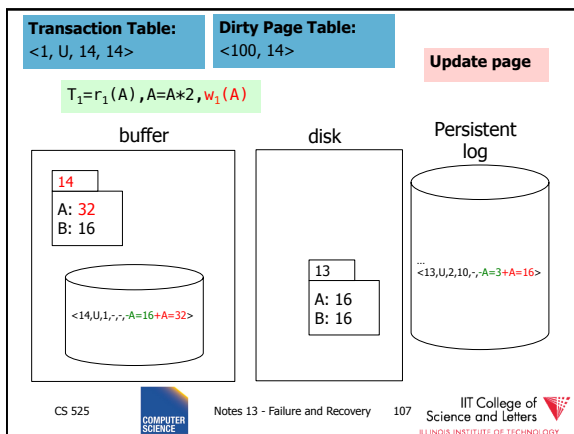 Transaction Table:
<1, U, 14, 14>
Dirty Page Table:
<100, 14>
Update page
T1=r1(A),A=A*2,w1(A)
buffer
disk
Persistent
log
14
A: 32
B: 16
<14,U,1,-,-,-A=16+A=32>
13
A: 16
B: 16
...
<13,U,2,10,-,-A=3+A=16>
CS 525
COMPUTER
SCIENCE
Notes 13 - Failure and Recovery
107
IIT College of
Science and Letters
ILLINOIS INSTITUTE OF TECHNOLOGY